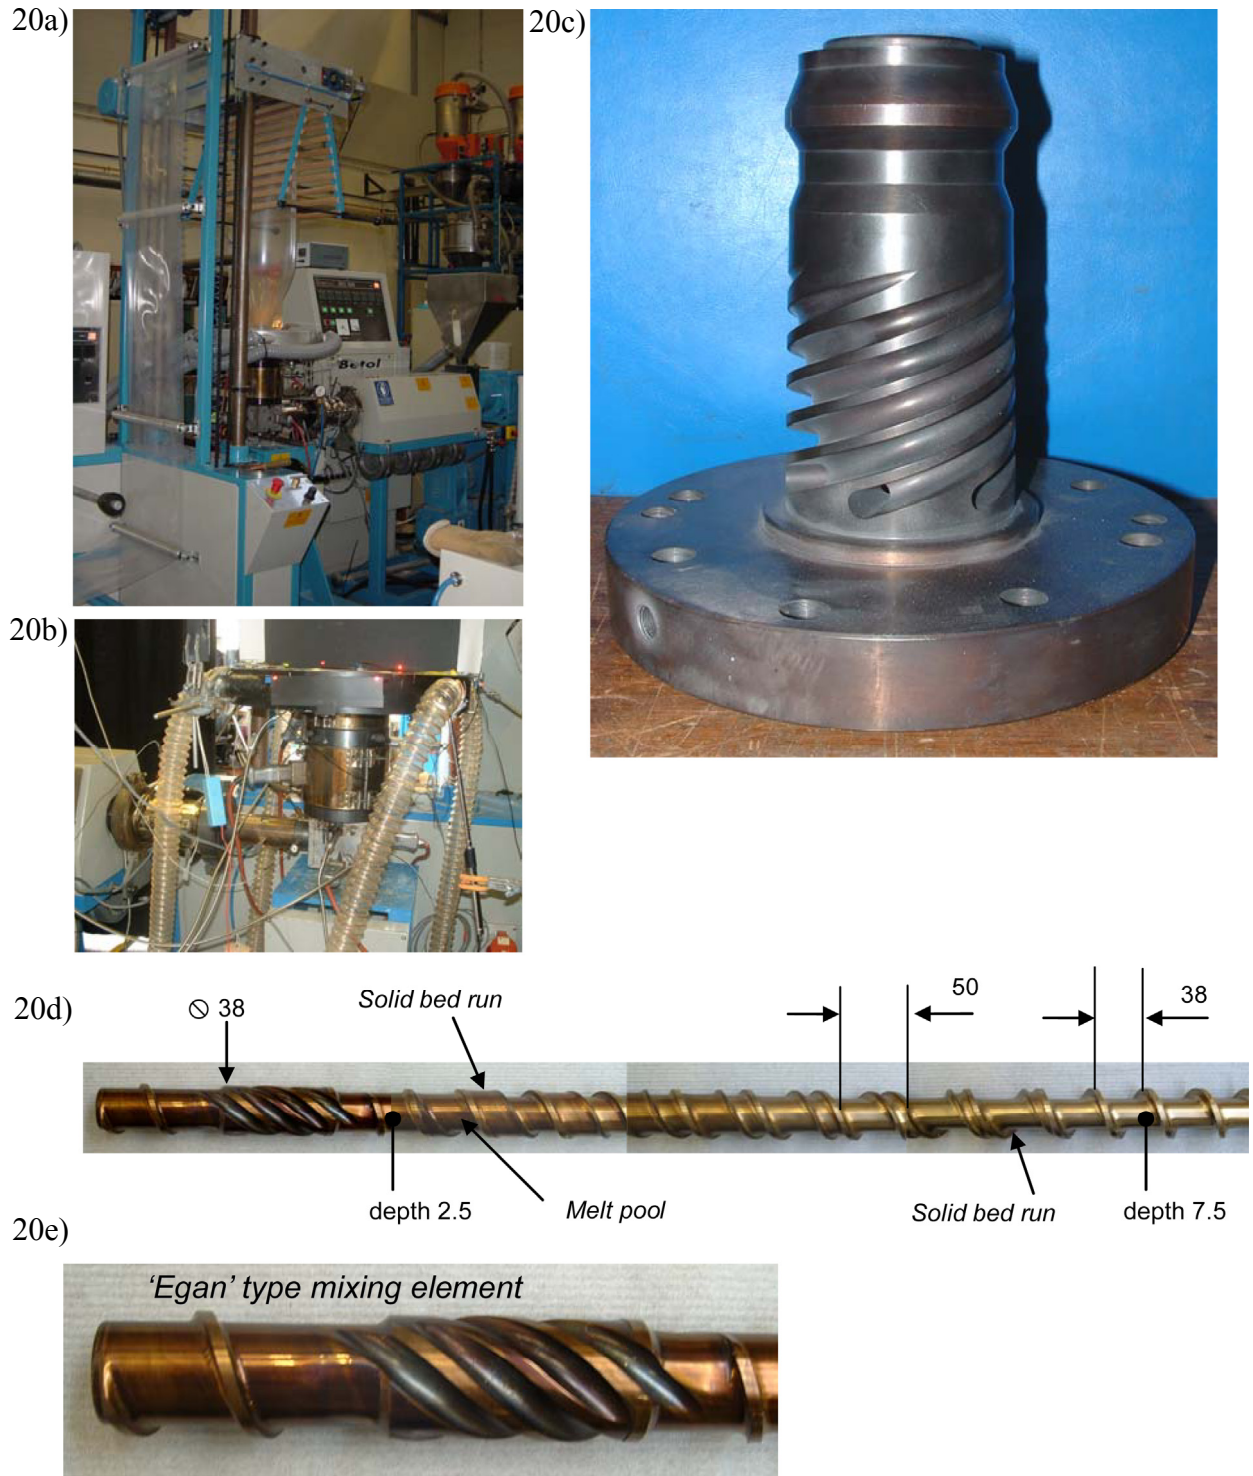 20a)
20c)
Betol
20b)
20d)
⦸ 38
Solid bed run
50
38
depth 2.5
Melt pool
Solid bed run
depth 7.5
20e)
'Egan' type mixing element